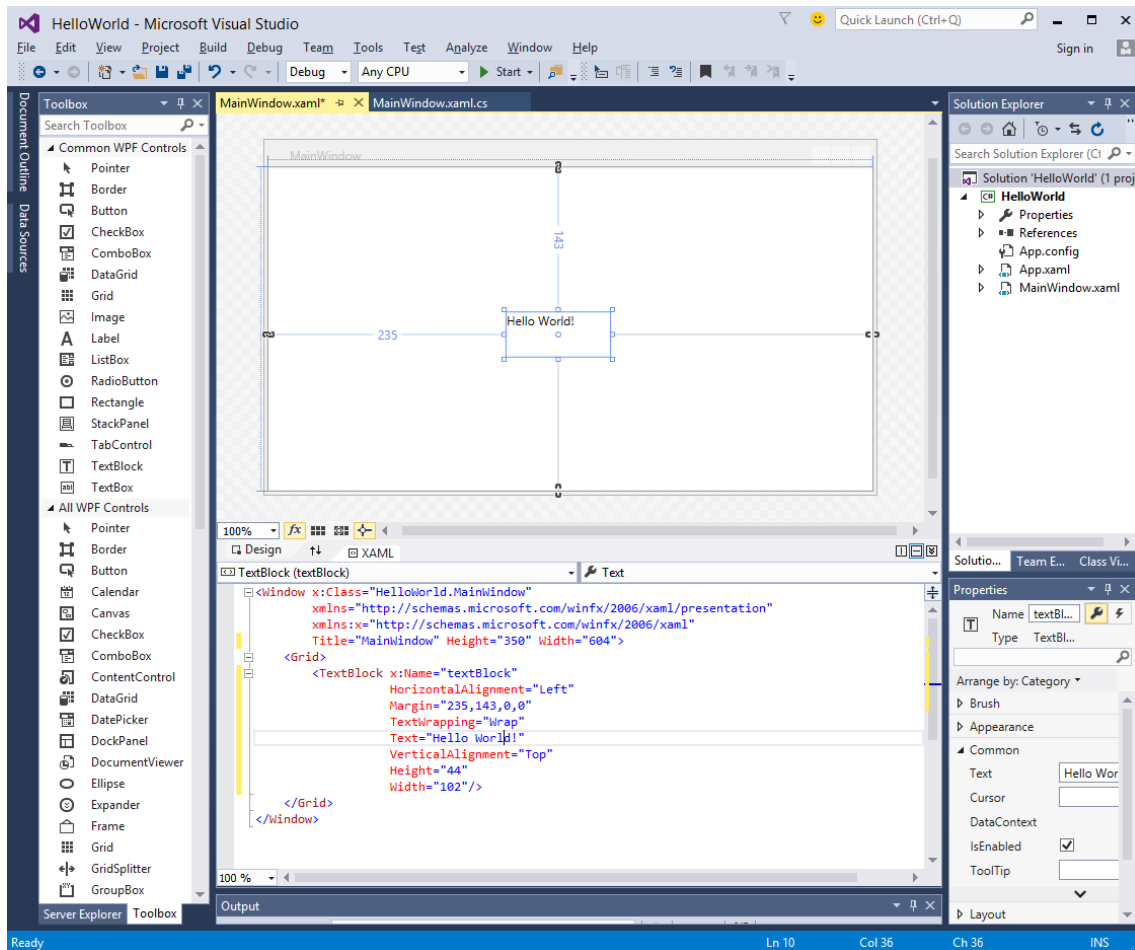 HelloWorld - Microsoft Visual Studio
Quick Launch (Ctrl+Q)
File Edit View Project Build Debug Team Tools Test Analyze Window Help
Sign in
Debug Any CPU Start
Document Outline
Data Sources
Toolbox
Search Toolbox
Common WPF Controls
Pointer
Border
Button
CheckBox
ComboBox
DataGrid
Grid
Image
Label
ListBox
RadioButton
Rectangle
StackPanel
TabControl
TextBlock
TextBox
All WPF Controls
Pointer
Border
Button
Calendar
Canvas
CheckBox
ComboBox
ContentControl
DataGrid
DatePicker
DockPanel
DocumentViewer
Ellipse
Expander
Frame
Grid
GridSplitter
GroupBox
Server Explorer Toolbox
MainWindow.xaml* MainWindow.xaml.cs
MainWindow
143
Hello World!
235
100% fx
Design XAML
TextBlock (textBlock) Text
<Window x:Class="HelloWorld.MainWindow"
xmlns="http://schemas.microsoft.com/winfx/2006/xaml/presentation"
xmlns:x="http://schemas.microsoft.com/winfx/2006/xaml"
Title="MainWindow" Height="350" Width="604">
<Grid>
<TextBlock x:Name="textBlock"
HorizontalAlignment="Left"
Margin="235,143,0,0"
TextWrapping="Wrap"
Text="Hello World!"
VerticalAlignment="Top"
Height="44"
Width="102"/>
</Grid>
</Window>
100 %
Output
Solution Explorer
Search Solution Explorer (Ct
Solution 'HelloWorld' (1 proj
HelloWorld
Properties
References
App.config
App.xaml
MainWindow.xaml
Solutio... Team E... Class Vi...
Properties
Name textBl...
Type TextBl...
Arrange by: Category
Brush
Appearance
Common
Text Hello Wor
Cursor
DataContext
IsEnabled
ToolTip
Layout
Ready Ln 10 Col 36 Ch 36 INS